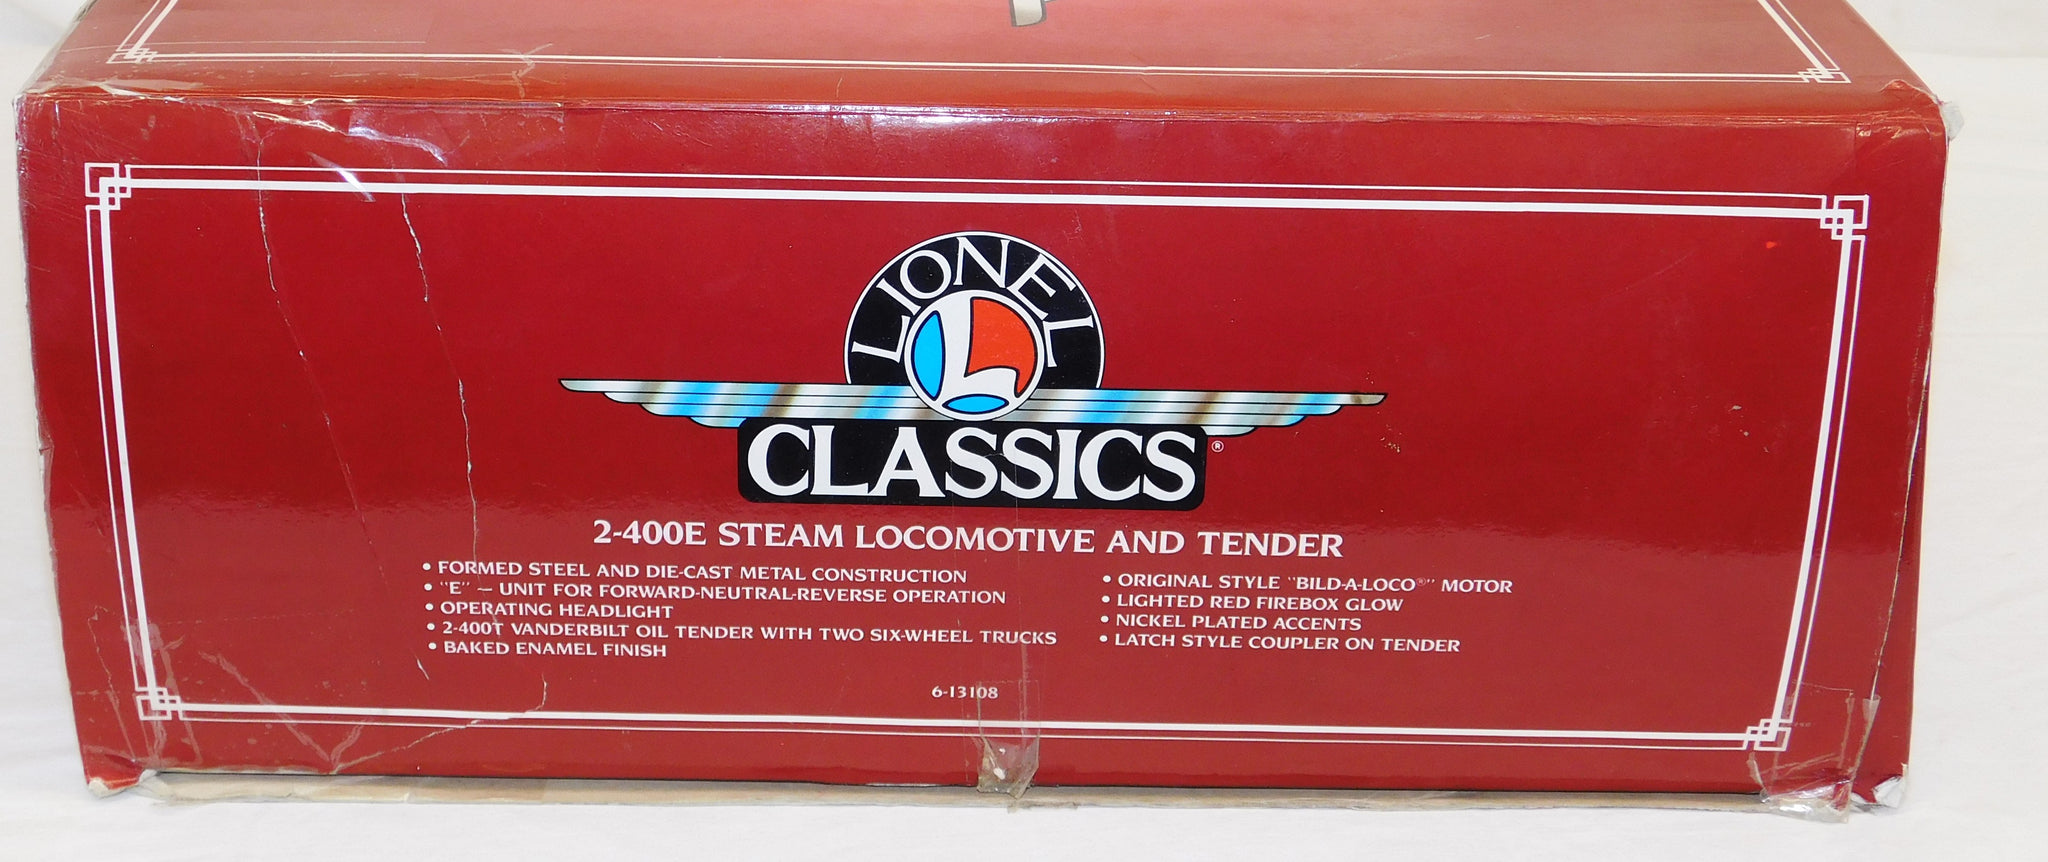 LIONEL
L
CLASSICS®
2-400E STEAM LOCOMOTIVE AND TENDER
• FORMED STEEL AND DIE-CAST METAL CONSTRUCTION
• "E" — UNIT FOR FORWARD-NEUTRAL-REVERSE OPERATION
• OPERATING HEADLIGHT
• 2-400T VANDERBILT OIL TENDER WITH TWO SIX-WHEEL TRUCKS
• BAKED ENAMEL FINISH
• ORIGINAL STYLE "BILD-A-LOCO®" MOTOR
• LIGHTED RED FIREBOX GLOW
• NICKEL PLATED ACCENTS
• LATCH STYLE COUPLER ON TENDER
6-13108